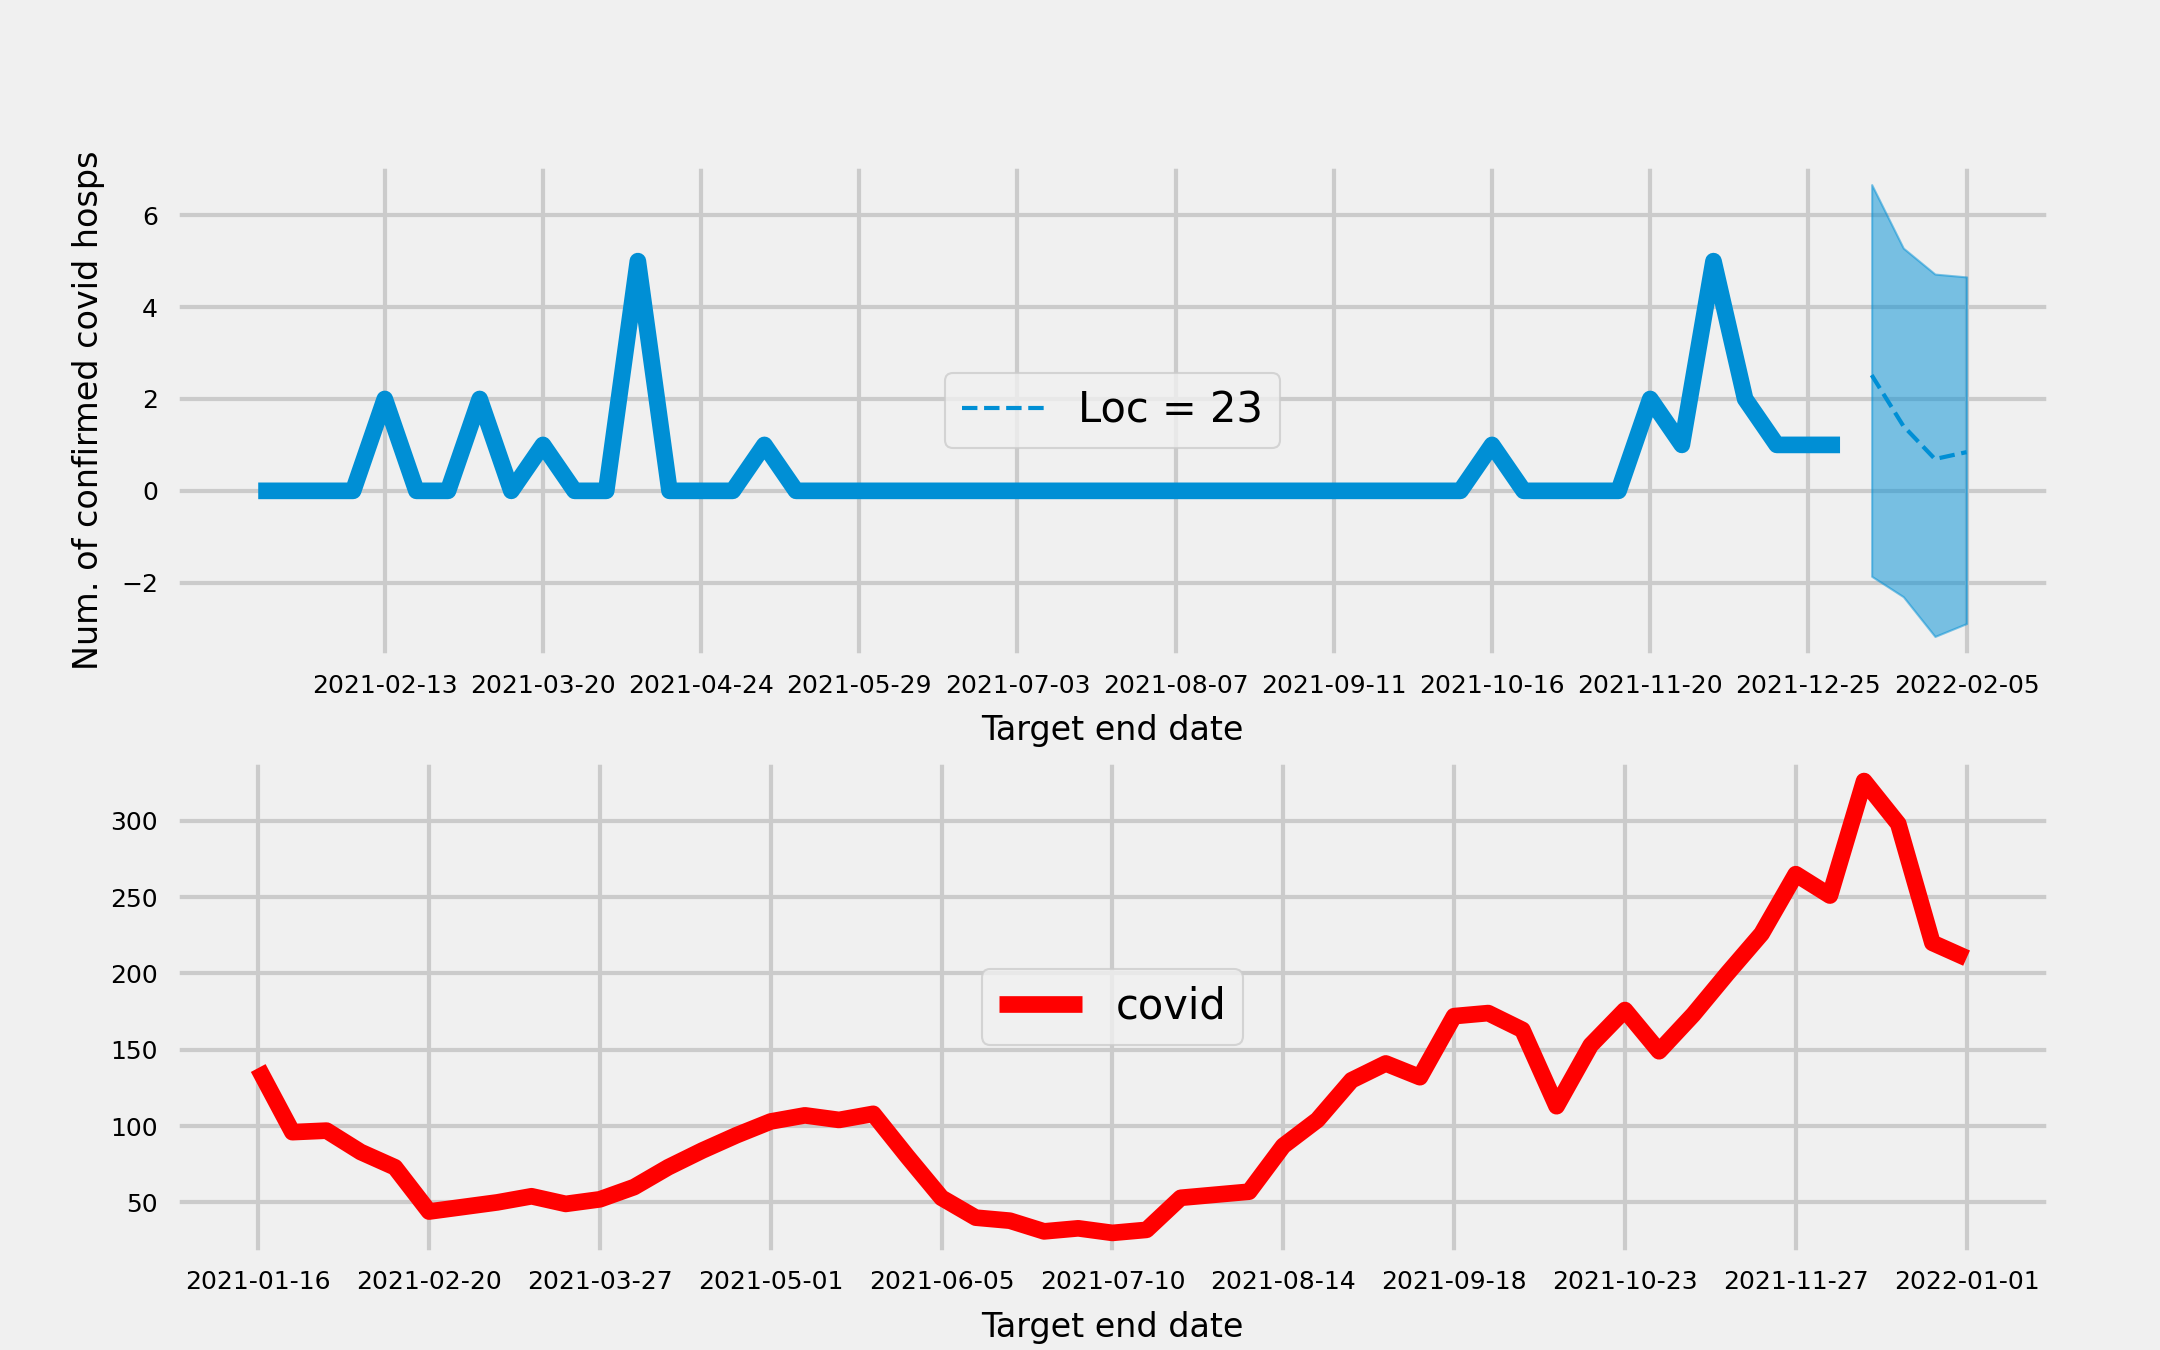 Num. of confirmed covid hosps
6
4
2
0
−2
Loc = 23
2021-02-13 2021-03-20 2021-04-24 2021-05-29 2021-07-03 2021-08-07 2021-09-11 2021-10-16 2021-11-20 2021-12-25 2022-02-05
Target end date
300
250
200
150
100
50
covid
2021-01-16 2021-02-20 2021-03-27 2021-05-01 2021-06-05 2021-07-10 2021-08-14 2021-09-18 2021-10-23 2021-11-27 2022-01-01
Target end date